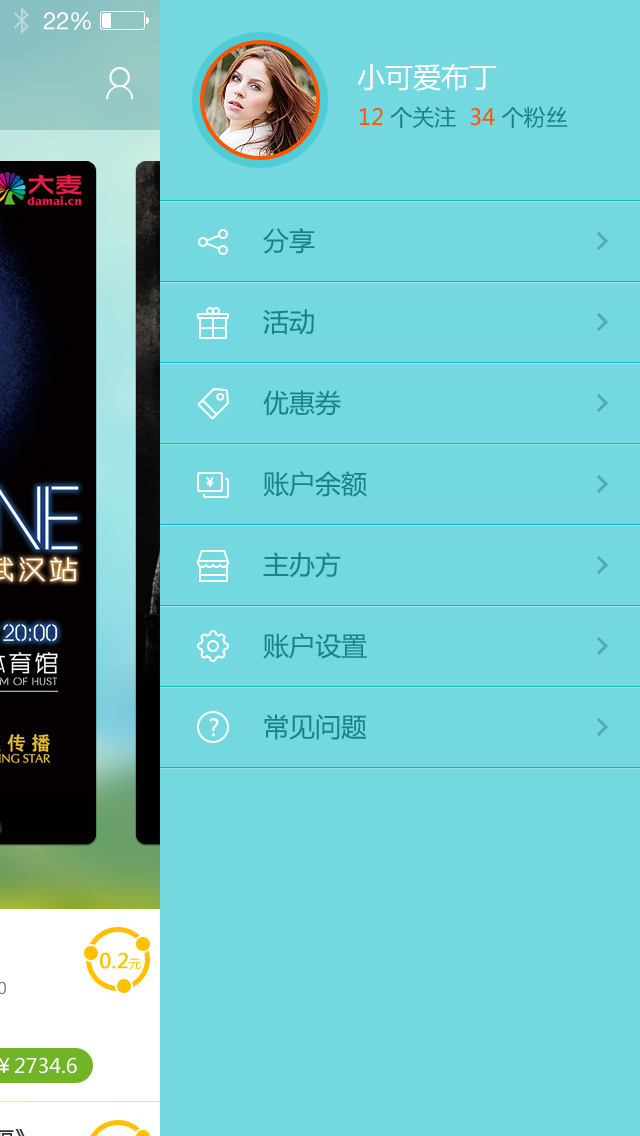 22%
小可爱布丁
12 个关注 34 个粉丝
大麦
damai.cn
分享
活动
优惠券
账户余额
NE
武汉站
主办方
20:00
体育馆
M OF HUST
账户设置
传播
NG STAR
常见问题
0.2元
0
¥ 2734.6